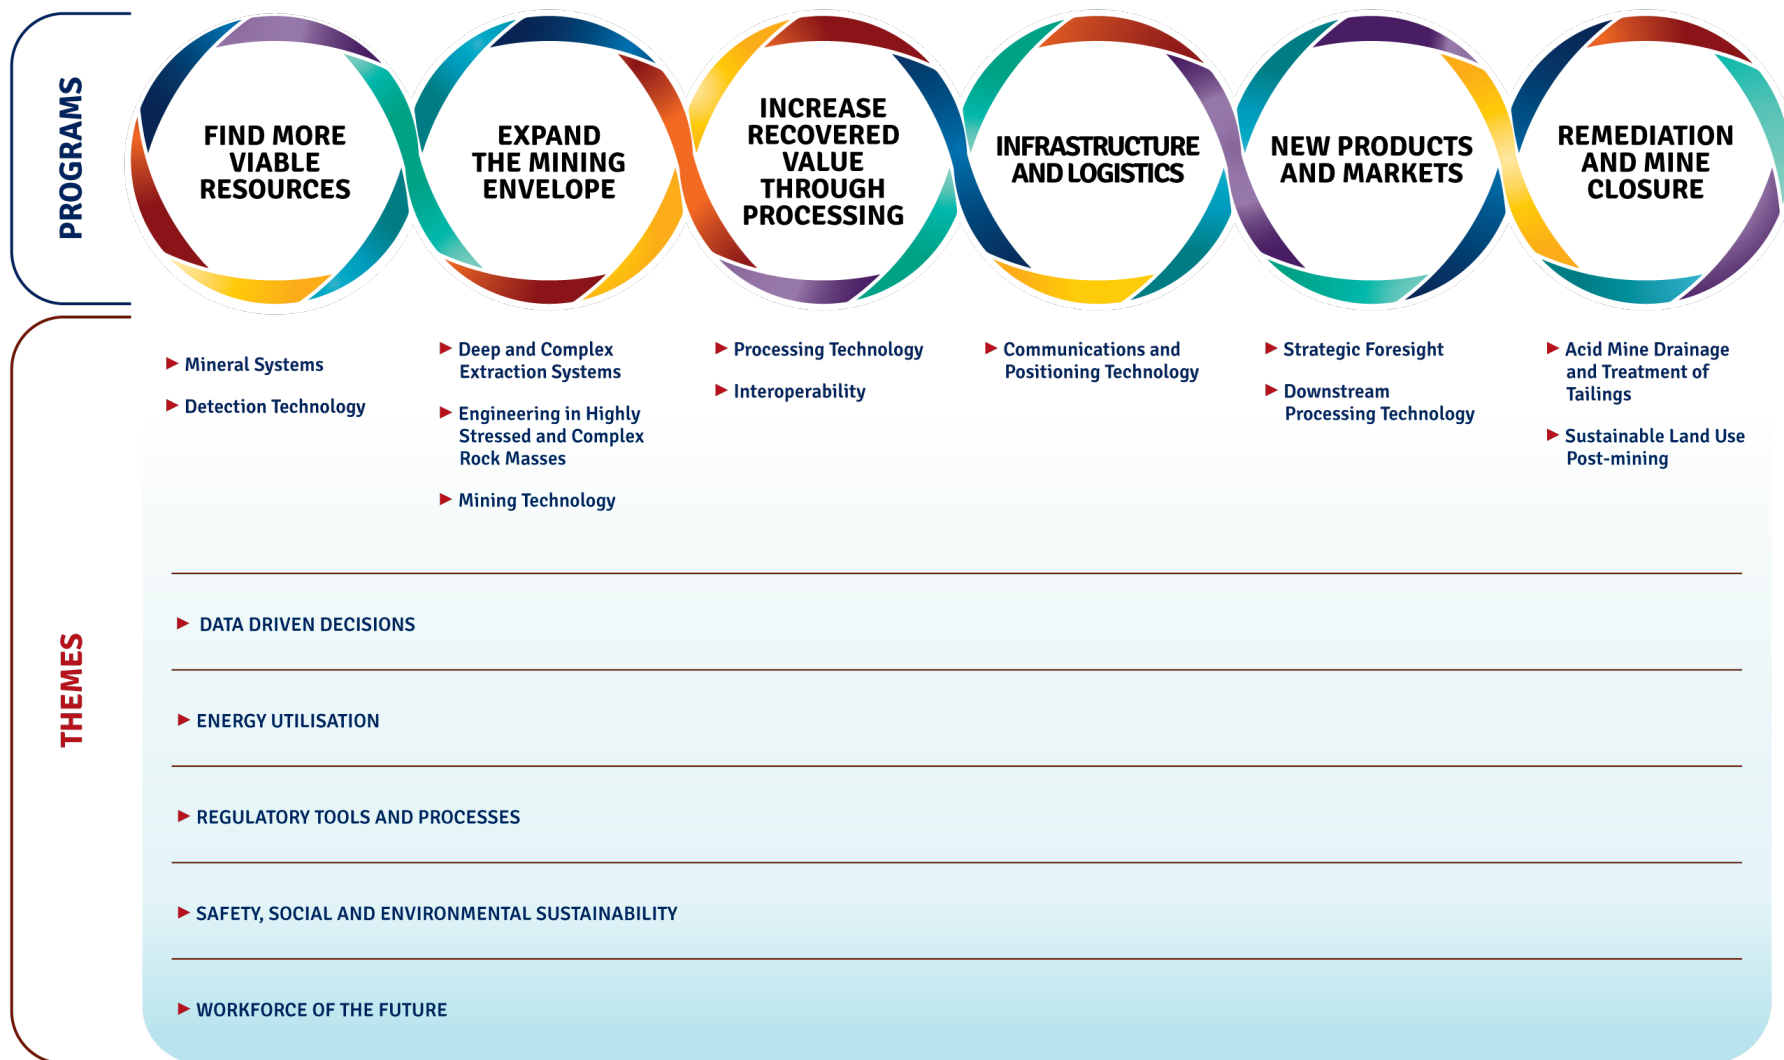 PROGRAMS
FIND MORE
VIABLE
RESOURCES
EXPAND
THE MINING
ENVELOPE
INCREASE
RECOVERED
VALUE
THROUGH
PROCESSING
INFRASTRUCTURE
AND LOGISTICS
NEW PRODUCTS
AND MARKETS
REMEDIATION
AND MINE
CLOSURE
THEMES
Mineral Systems
Detection Technology
Deep and Complex
Extraction Systems
Engineering in Highly
Stressed and Complex
Rock Masses
Mining Technology
Processing Technology
Interoperability
Communications and
Positioning Technology
Strategic Foresight
Downstream
Processing Technology
Acid Mine Drainage
and Treatment of
Tailings
Sustainable Land Use
Post-mining
DATA DRIVEN DECISIONS
ENERGY UTILISATION
REGULATORY TOOLS AND PROCESSES
SAFETY, SOCIAL AND ENVIRONMENTAL SUSTAINABILITY
WORKFORCE OF THE FUTURE